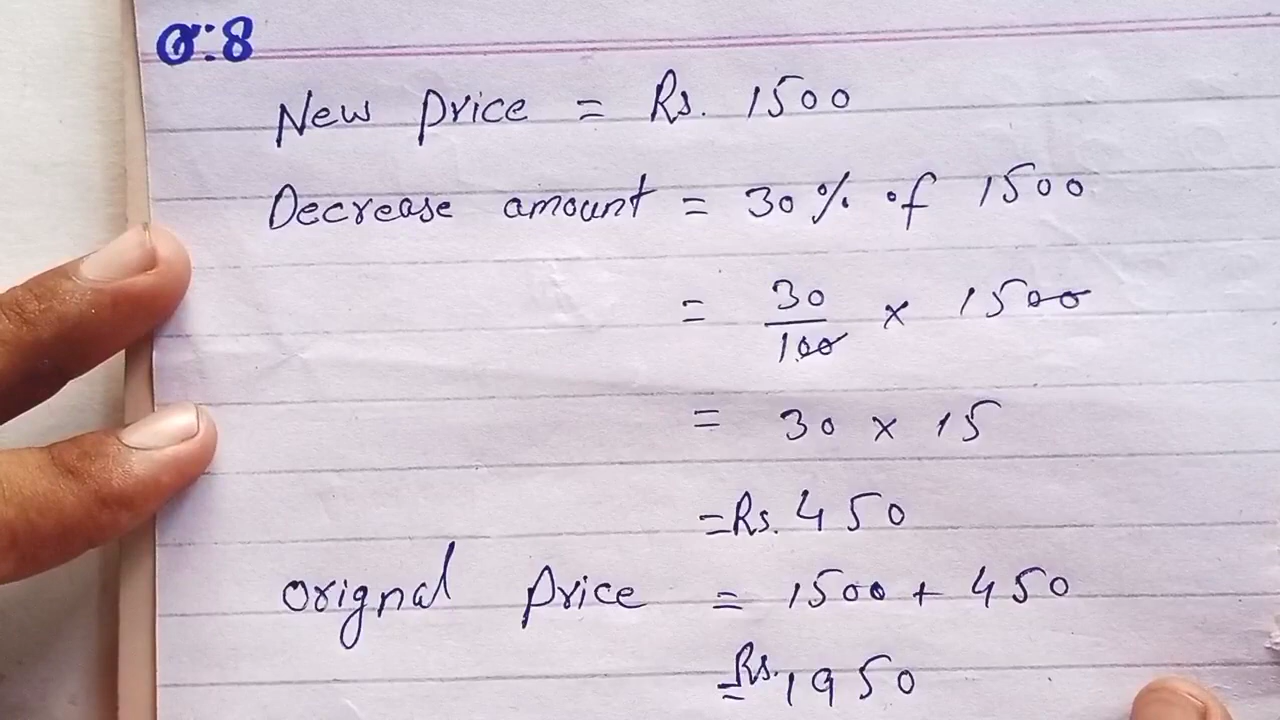 Q:8
New price = Rs. 1500
Decrease amount = 30% of 1500
= 30/100 × 1500
= 30 × 15
=Rs. 450
orignal price = 1500 + 450
=Rs. 1950